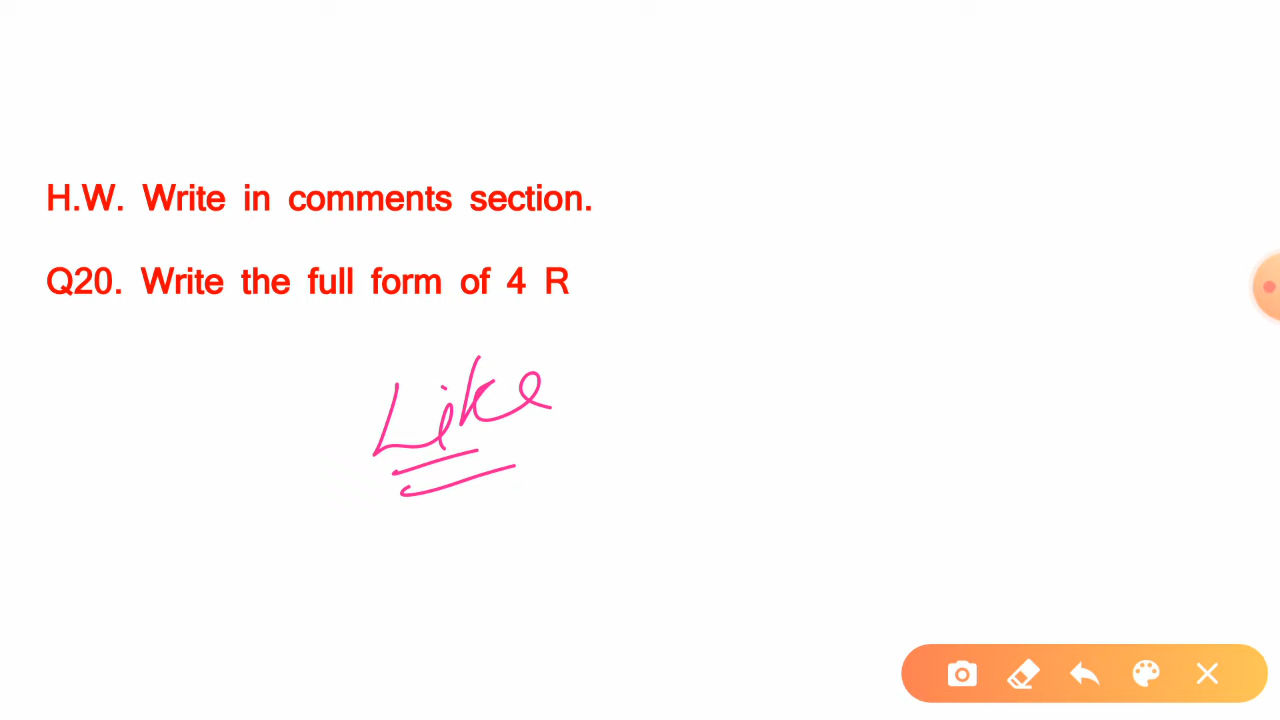 H.W. Write in comments section.
Q20. Write the full form of 4 R
Like